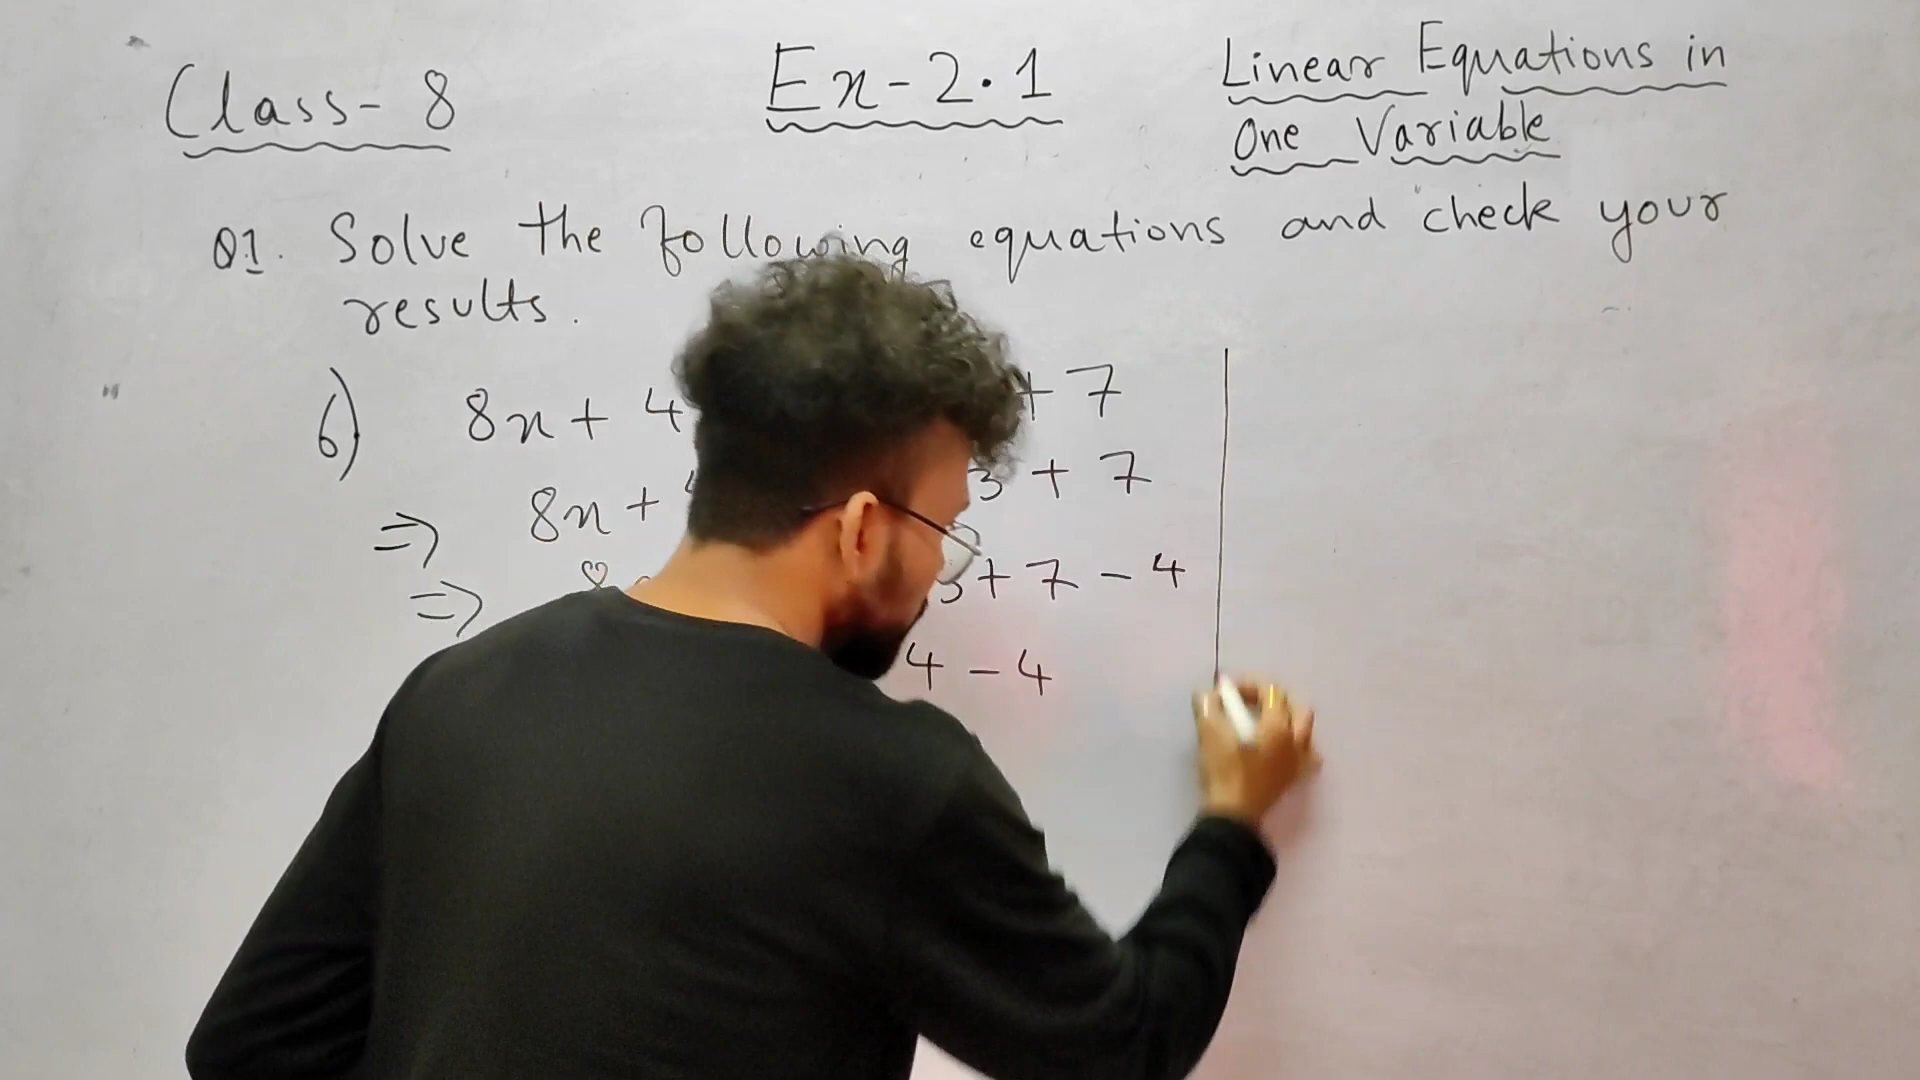 Class-8
Ex-2.1
Linear Equations in
One Variable
Q1. Solve the following equations and check your
results.
6) 8x + 4 + 7
⇒ 8x + 3 + 7
⇒ 8 3 + 7 - 4
4 - 4